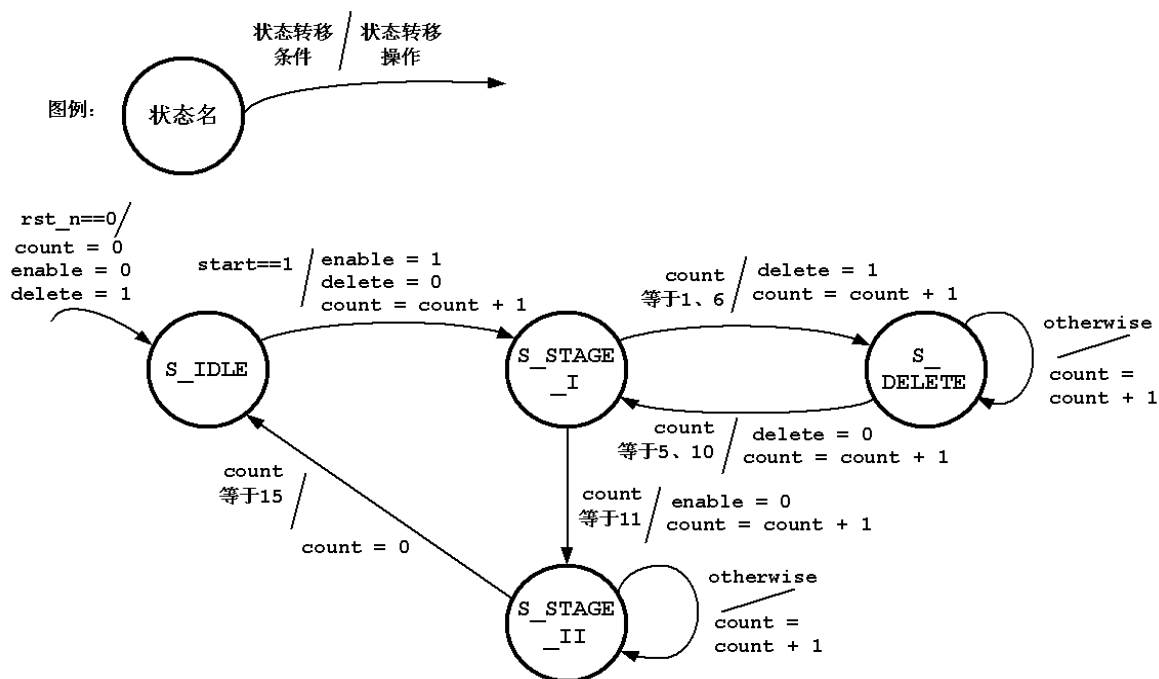 状态转移 / 状态转移
条件 操作
图例：
状态名
rst_n==0/
count = 0
enable = 0
delete = 1
start==1 / enable = 1
delete = 0
count = count + 1
count / delete = 1
等于1、6 count = count + 1
otherwise
count =
count + 1
S_IDLE
S_STAGE
_I
S_
DELETE
count / delete = 0
等于5、10 count = count + 1
count
等于15
/ count = 0
count / enable = 0
等于11 count = count + 1
S_STAGE
_II
otherwise
count =
count + 1